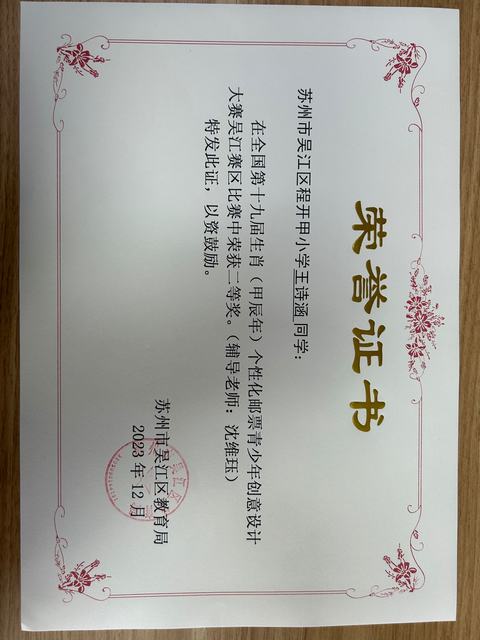 荣誉证书
苏州市吴江区程开甲小学王诗涵同学：
在全国第十九届生肖（甲辰年）个性化邮票青少年创意设计
大赛吴江赛区比赛中荣获二等奖。（辅导老师：沈维珏）
特发此证，以资鼓励。
苏州市吴江区教育局
2023年12月